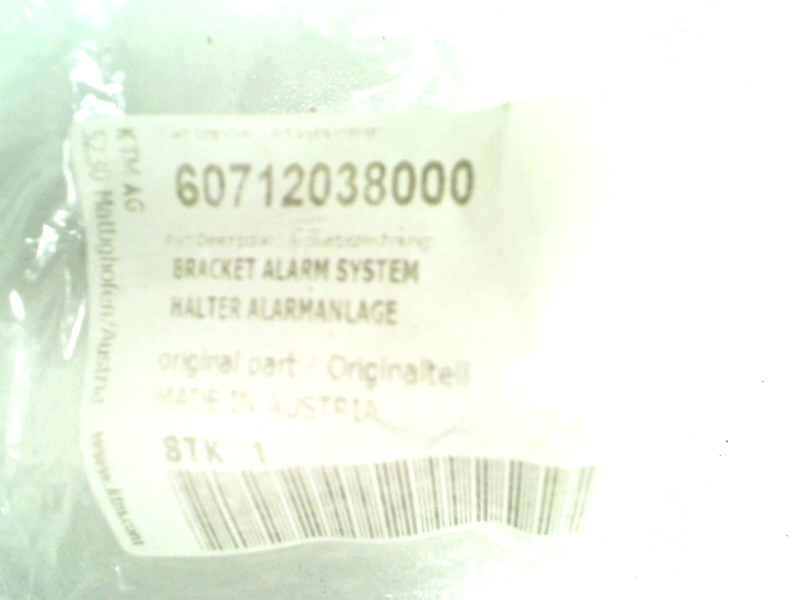 60712038000
BRACKET ALARM SYSTEM
HALTER ALARMANLAGE
original part / Originalteil
MADE IN AUSTRIA
STK 1
KTM AG
5230 Mattighofen/Austria
www.ktm.com